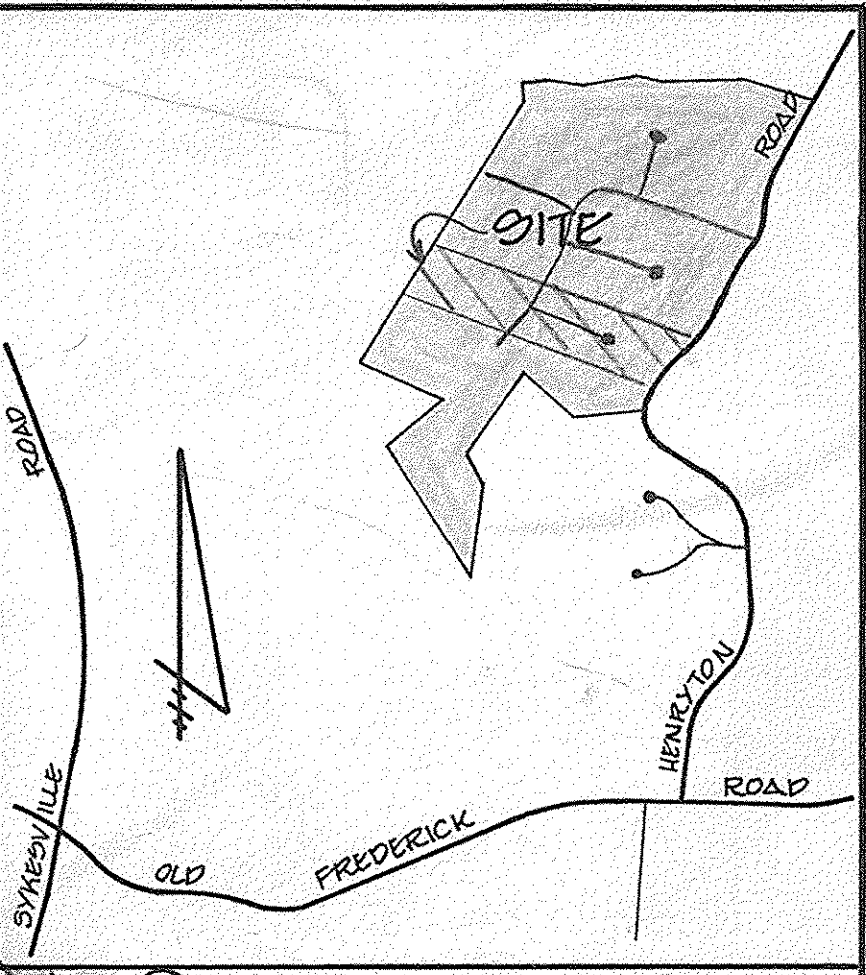 ROAD
SITE
ROAD
HENRYTON
ROAD
SYKESVILLE
OLD
FREDERICK